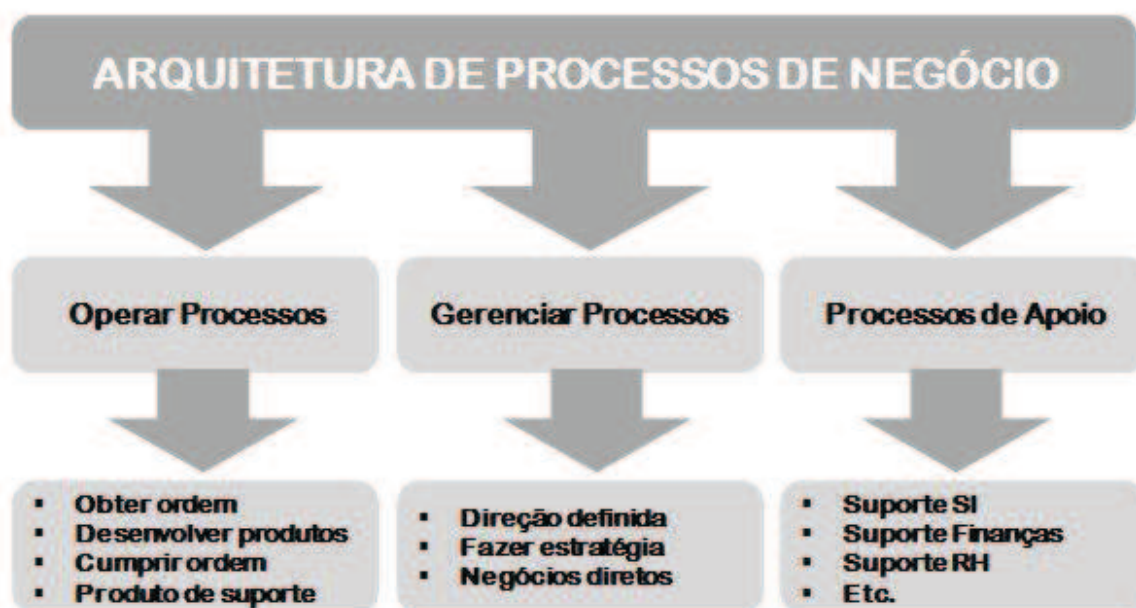 ARQUITETURA DE PROCESSOS DE NEGÓCIO
Operar Processos
Gerenciar Processos
Processos de Apoio
▪ Obter ordem
▪ Desenvolver produtos
▪ Cumprir ordem
▪ Produto de suporte
▪ Direção definida
▪ Fazer estratégia
▪ Negócios diretos
▪ Suporte SI
▪ Suporte Finanças
▪ Suporte RH
▪ Etc.